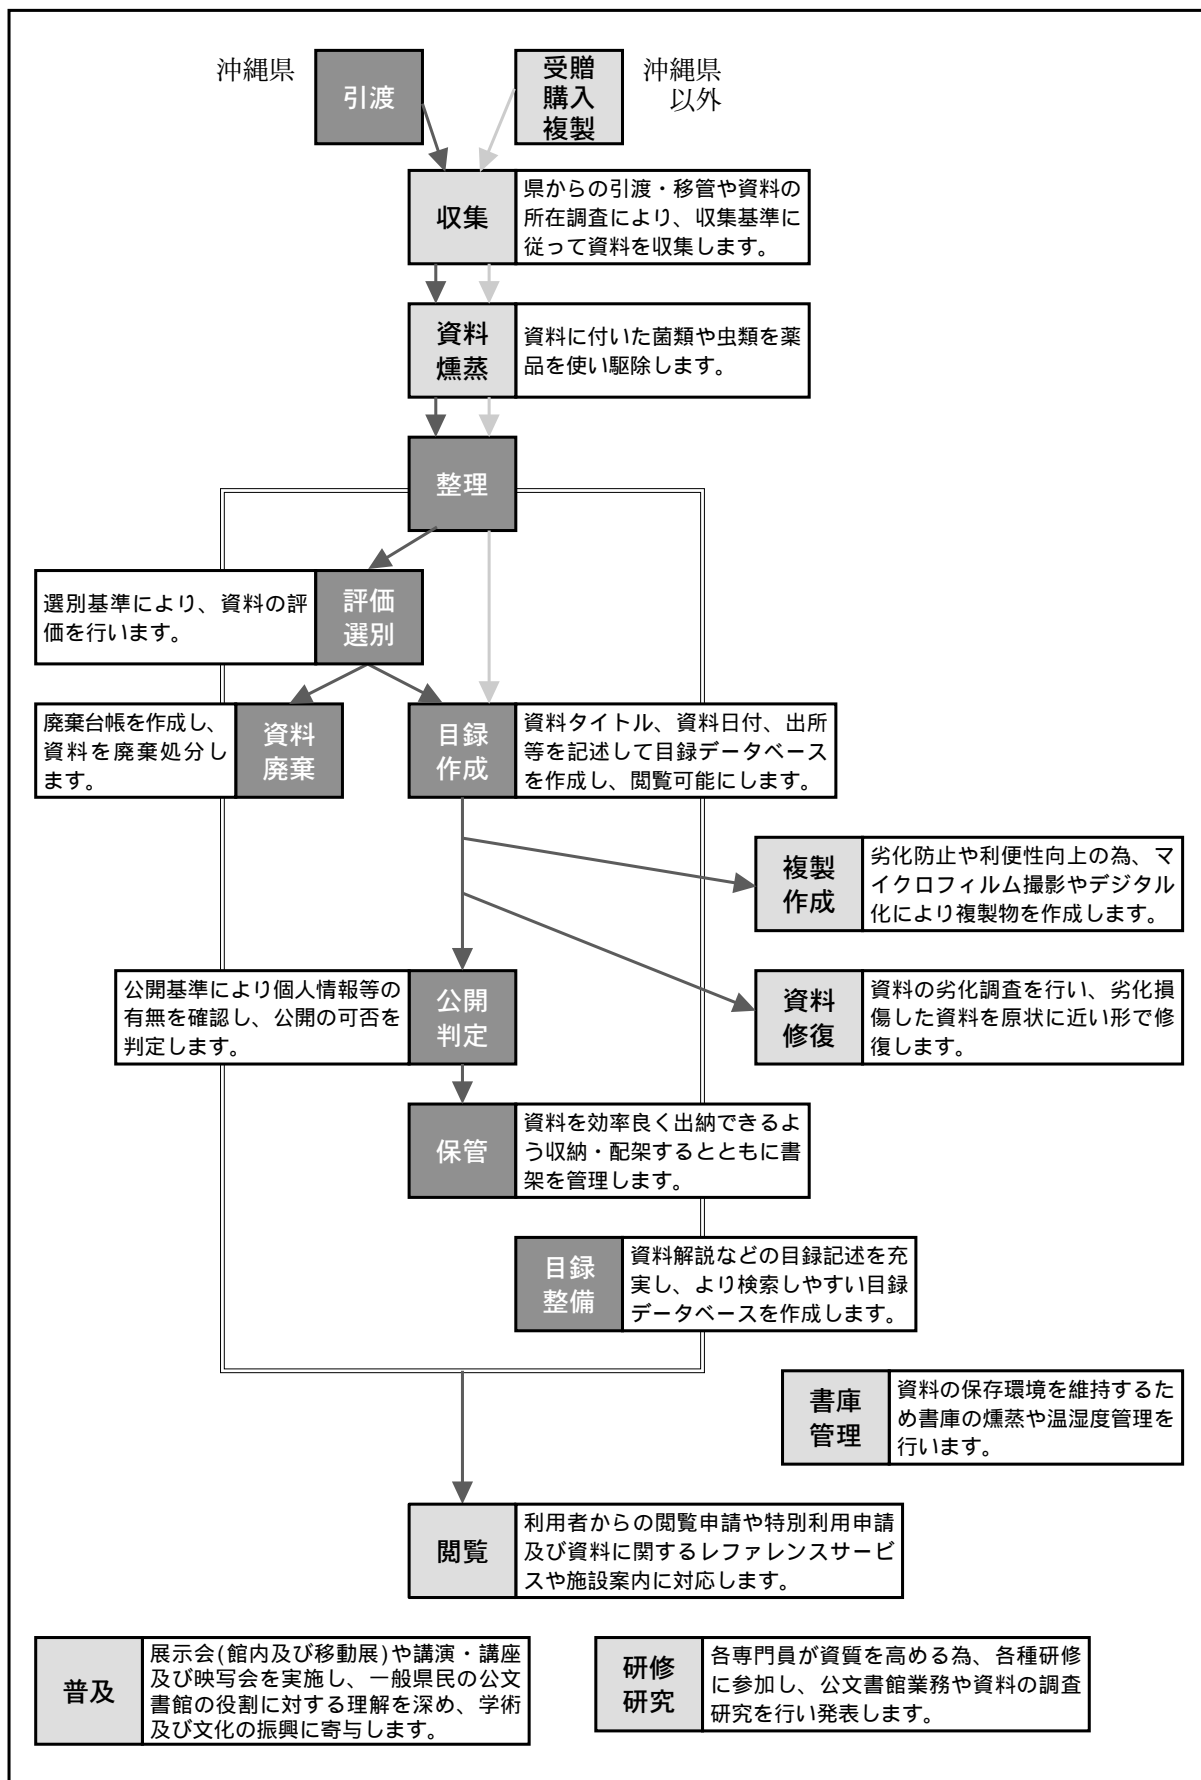 沖縄県
引渡
受贈
購入
複製
沖縄県
以外
収集
県からの引渡・移管や資料の
所在調査により、収集基準に
従って資料を収集します。
資料
燻蒸
資料に付いた菌類や虫類を薬
品を使い駆除します。
整理
選別基準により、資料の評
価を行います。
評価
選別
廃棄台帳を作成し、
資料を廃棄処分し
ます。
資料
廃棄
目録
作成
資料タイトル、資料日付、出所
等を記述して目録データベース
を作成し、閲覧可能にします。
複製
作成
劣化防止や利便性向上の為、マ
イクロフィルム撮影やデジタル
化により複製物を作成します。
公開基準により個人情報等の
有無を確認し、公開の可否を
判定します。
公開
判定
資料
修復
資料の劣化調査を行い、劣化損
傷した資料を原状に近い形で修
復します。
保管
資料を効率良く出納できるよ
う収納・配架するとともに書
架を管理します。
目録
整備
資料解説などの目録記述を充
実し、より検索しやすい目録
データベースを作成します。
書庫
管理
資料の保存環境を維持するた
め書庫の燻蒸や温湿度管理を
行います。
閲覧
利用者からの閲覧申請や特別利用申請
及び資料に関するレファレンスサービ
スや施設案内に対応します。
普及
展示会(館内及び移動展)や講演・講座
及び映写会を実施し、一般県民の公文
書館の役割に対する理解を深め、学術
及び文化の振興に寄与します。
研修
研究
各専門員が資質を高める為、各種研修
に参加し、公文書館業務や資料の調査
研究を行い発表します。